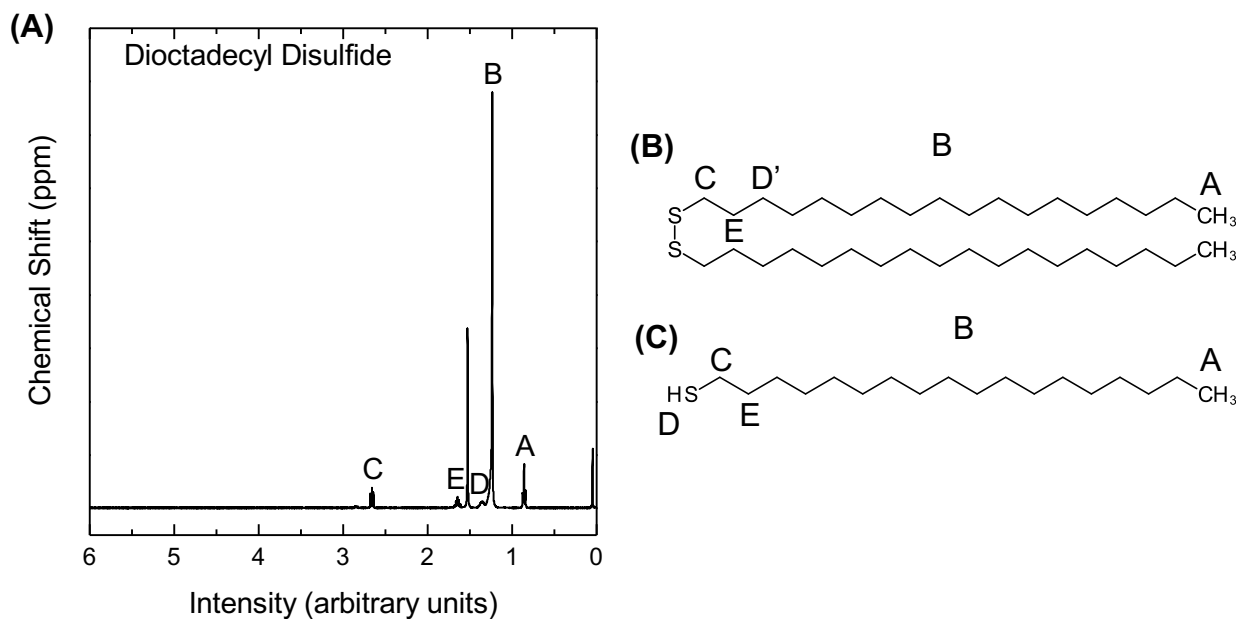 (A)
Dioctadecyl Disulfide
B
C
E
D
A
Chemical Shift (ppm)
6 5 4 3 2 1 0
Intensity (arbitrary units)
(B)
B
C D' A
S CH3
E
S CH3
(C)
B
C A
HS CH3
D E